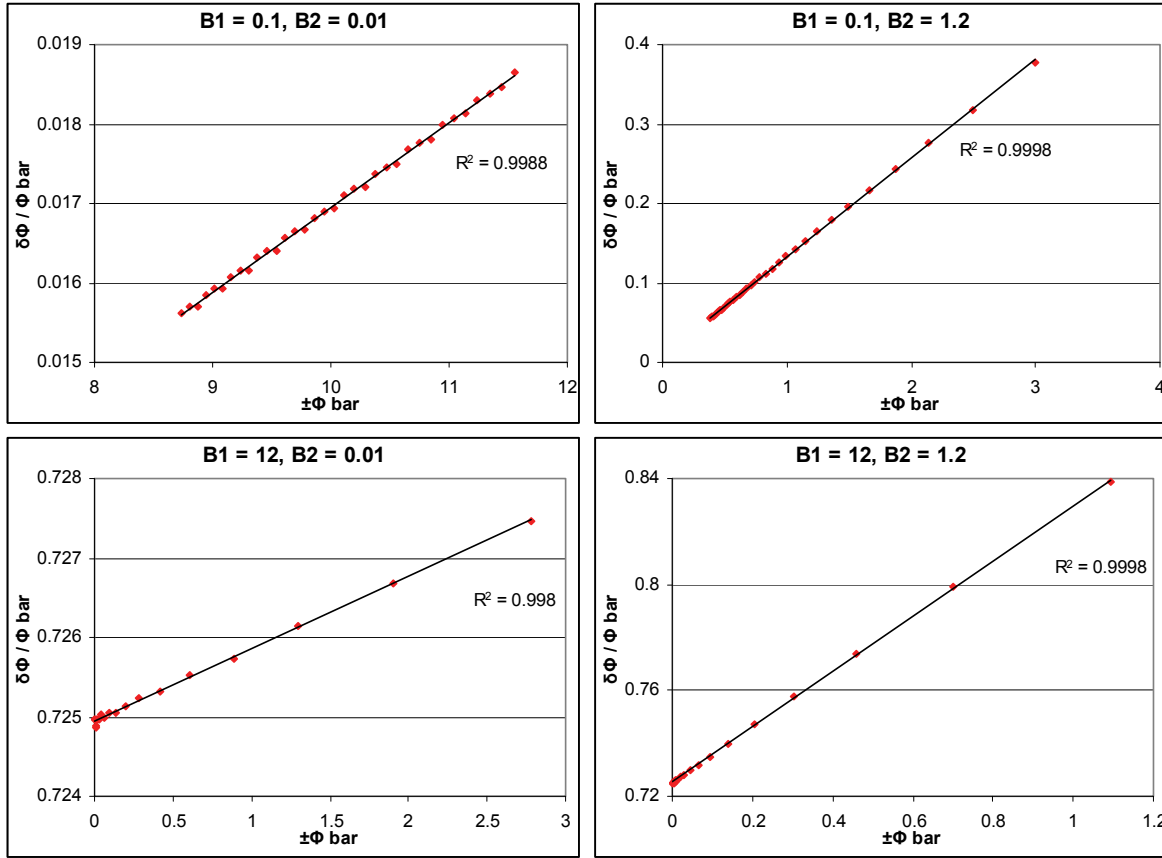 B1 = 0.1, B2 = 0.01
0.019
0.018
0.017
0.016
0.015
δΦ / Φ bar
R² = 0.9988
8 9 10 11 12
±Φ bar
B1 = 0.1, B2 = 1.2
0.4
0.3
0.2
0.1
0
δΦ / Φ bar
R² = 0.9998
0 1 2 3 4
±Φ bar
B1 = 12, B2 = 0.01
0.728
0.727
0.726
0.725
0.724
δΦ / Φ bar
R² = 0.998
0 0.5 1 1.5 2 2.5 3
±Φ bar
B1 = 12, B2 = 1.2
0.84
0.8
0.76
0.72
δΦ / Φ bar
R² = 0.9998
0 0.2 0.4 0.6 0.8 1 1.2
±Φ bar